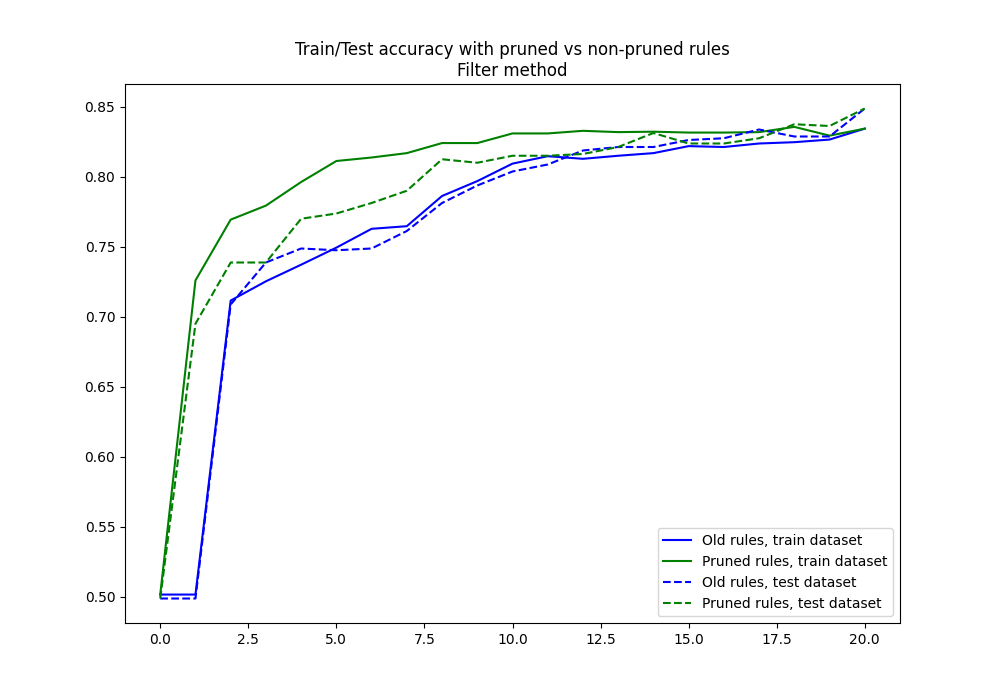 Train/Test accuracy with pruned vs non-pruned rules
Filter method
0.85
0.80
0.75
0.70
0.65
0.60
0.55
0.50
Old rules, train dataset
Pruned rules, train dataset
Old rules, test dataset
Pruned rules, test dataset
0.0 2.5 5.0 7.5 10.0 12.5 15.0 17.5 20.0